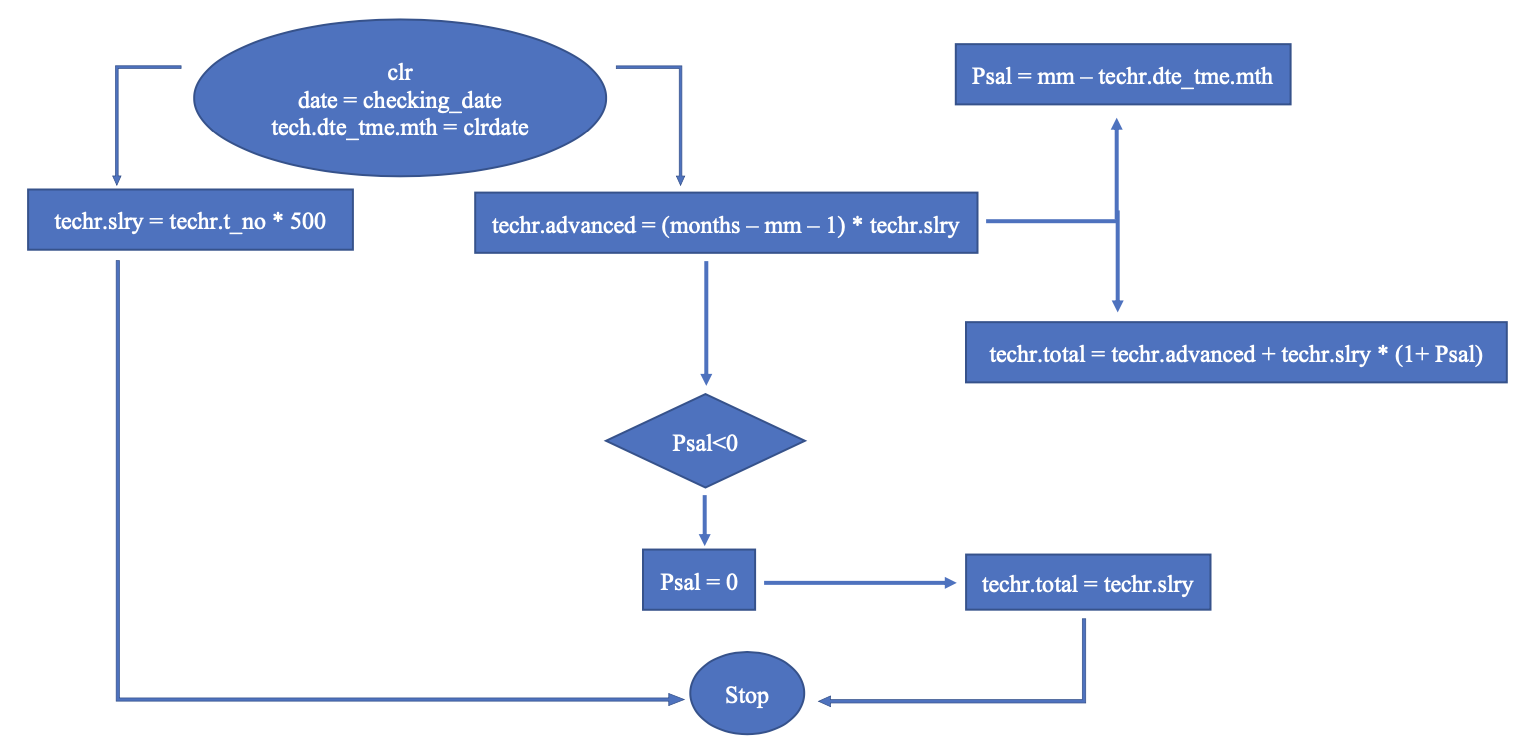 clr
date = checking_date
tech.dte_tme.mth = clrdate
Psal = mm – techr.dte_tme.mth
techr.slry = techr.t_no * 500
techr.advanced = (months – mm – 1) * techr.slry
techr.total = techr.advanced + techr.slry * (1+ Psal)
Psal<0
Psal = 0
techr.total = techr.slry
Stop